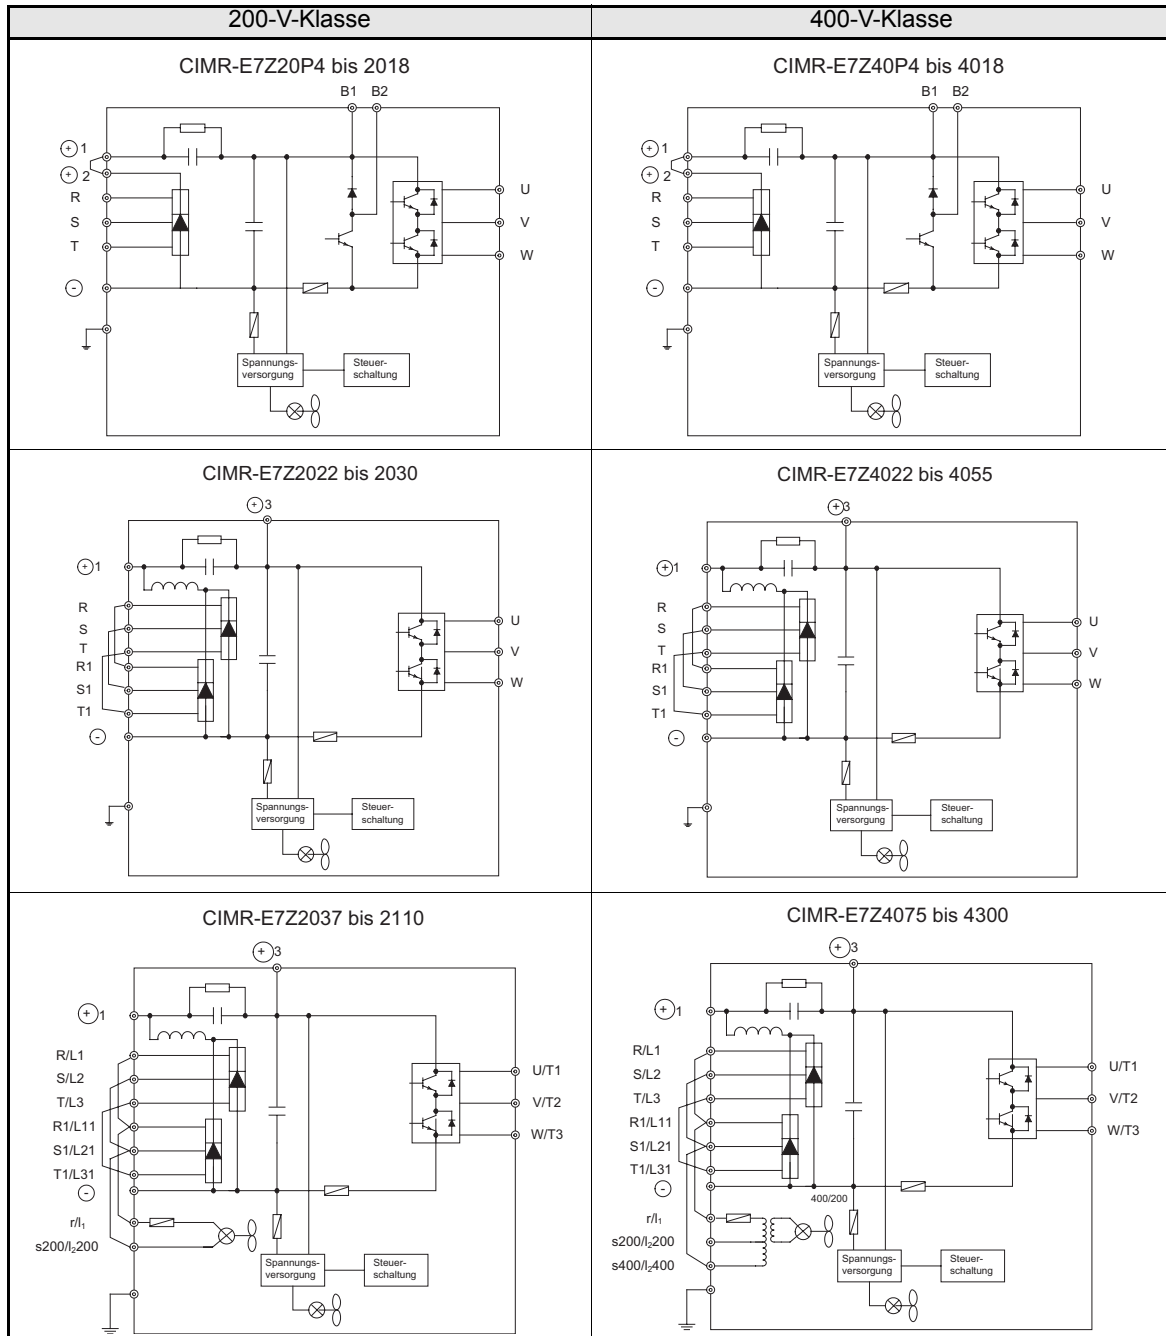 200-V-Klasse
400-V-Klasse
CIMR-E7Z20P4 bis 2018
B1 B2
+ 1
+ 2
R
S
T
-
U
V
W
Spannungs-
versorgung
Steuer-
schaltung
CIMR-E7Z40P4 bis 4018
B1 B2
+ 1
+ 2
R
S
T
-
U
V
W
Spannungs-
versorgung
Steuer-
schaltung
CIMR-E7Z2022 bis 2030
+ 3
+ 1
R
S
T
R1
S1
T1
-
U
V
W
Spannungs-
versorgung
Steuer-
schaltung
CIMR-E7Z4022 bis 4055
+ 3
+ 1
R
S
T
R1
S1
T1
-
U
V
W
Spannungs-
versorgung
Steuer-
schaltung
CIMR-E7Z2037 bis 2110
+ 3
+ 1
R/L1
S/L2
T/L3
R1/L11
S1/L21
T1/L31
-
r/l₁
s200/l₂200
U/T1
V/T2
W/T3
Spannungs-
versorgung
Steuer-
schaltung
CIMR-E7Z4075 bis 4300
+ 3
+ 1
R/L1
S/L2
T/L3
R1/L11
S1/L21
T1/L31
-
400/200
r/l₁
s200/l₂200
s400/l₂400
U/T1
V/T2
W/T3
Spannungs-
versorgung
Steuer-
schaltung